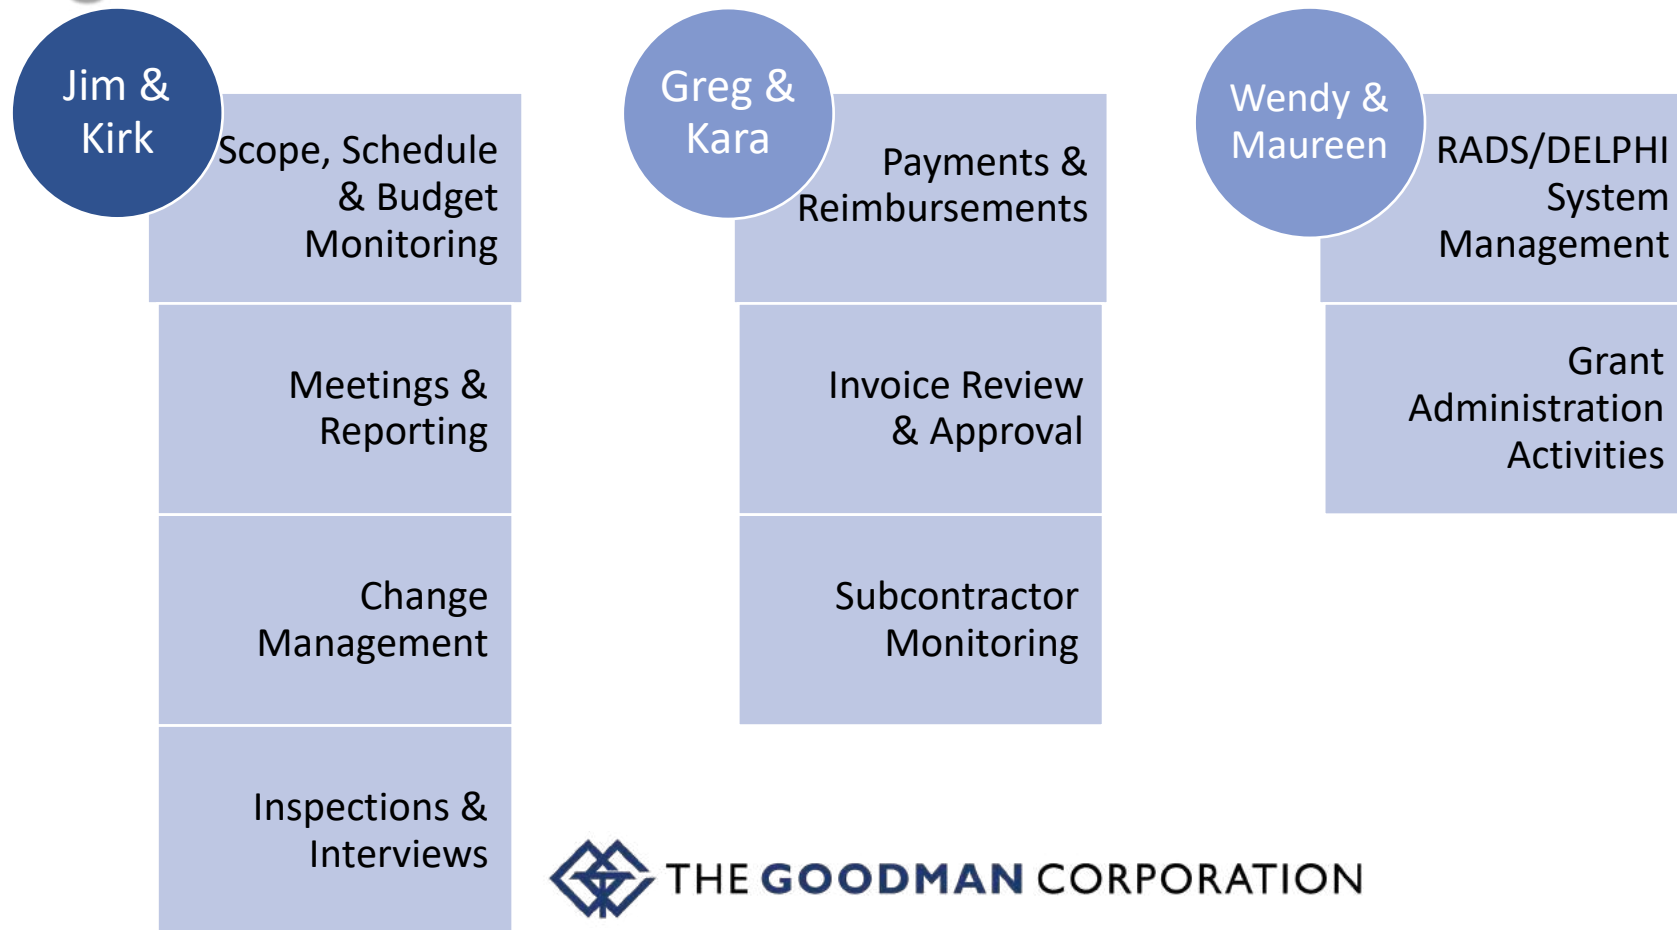 Jim &
Kirk
Scope, Schedule
& Budget
Monitoring
Meetings &
Reporting
Change
Management
Inspections &
Interviews
Greg &
Kara
Payments &
Reimbursements
Invoice Review
& Approval
Subcontractor
Monitoring
Wendy &
Maureen
RADS/DELPHI
System
Management
Grant
Administration
Activities
THE GOODMAN CORPORATION